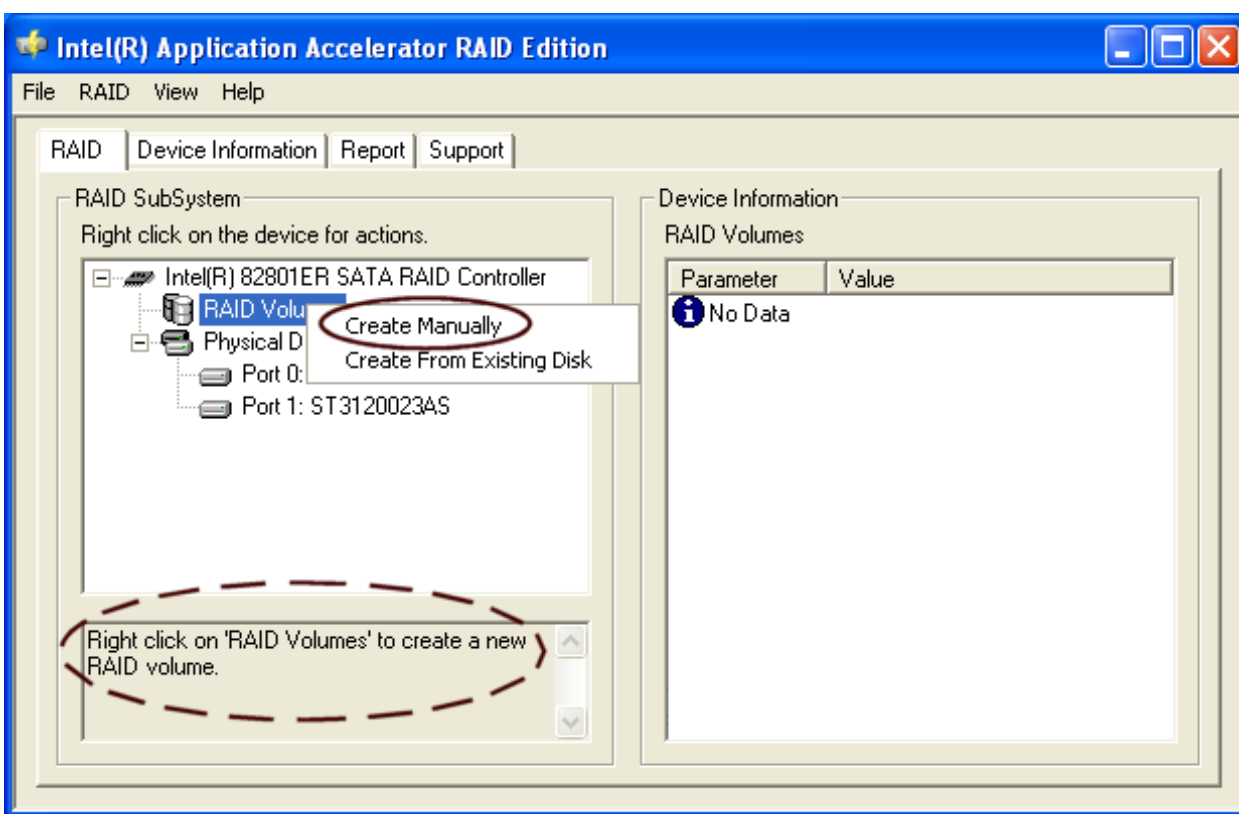 Intel(R) Application Accelerator RAID Edition
File RAID View Help
RAID Device Information Report Support
RAID SubSystem
Right click on the device for actions.
Intel(R) 82801ER SATA RAID Controller
RAID Volu
Create Manually
Create From Existing Disk
Physical D
Port 0:
Port 1: ST3120023AS
Right click on 'RAID Volumes' to create a new
RAID volume.
Device Information
RAID Volumes
Parameter Value
No Data